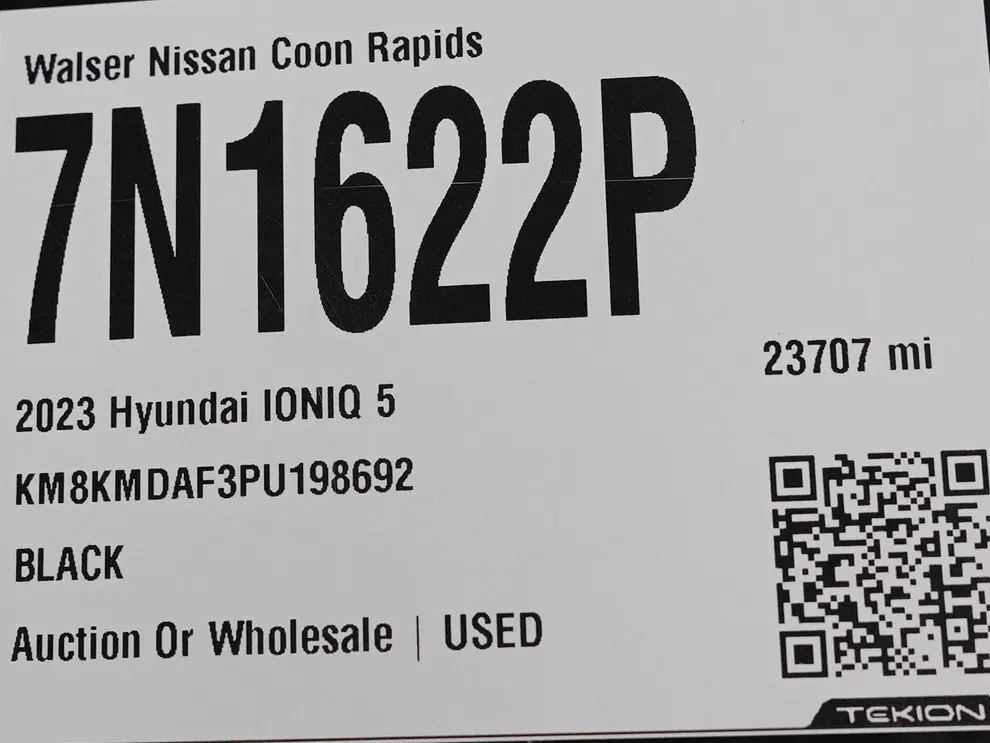 Walser Nissan Coon Rapids
7N1622P
23707 mi
2023 Hyundai IONIQ 5
KM8KMDAF3PU198692
BLACK
Auction Or Wholesale | USED
TEKION